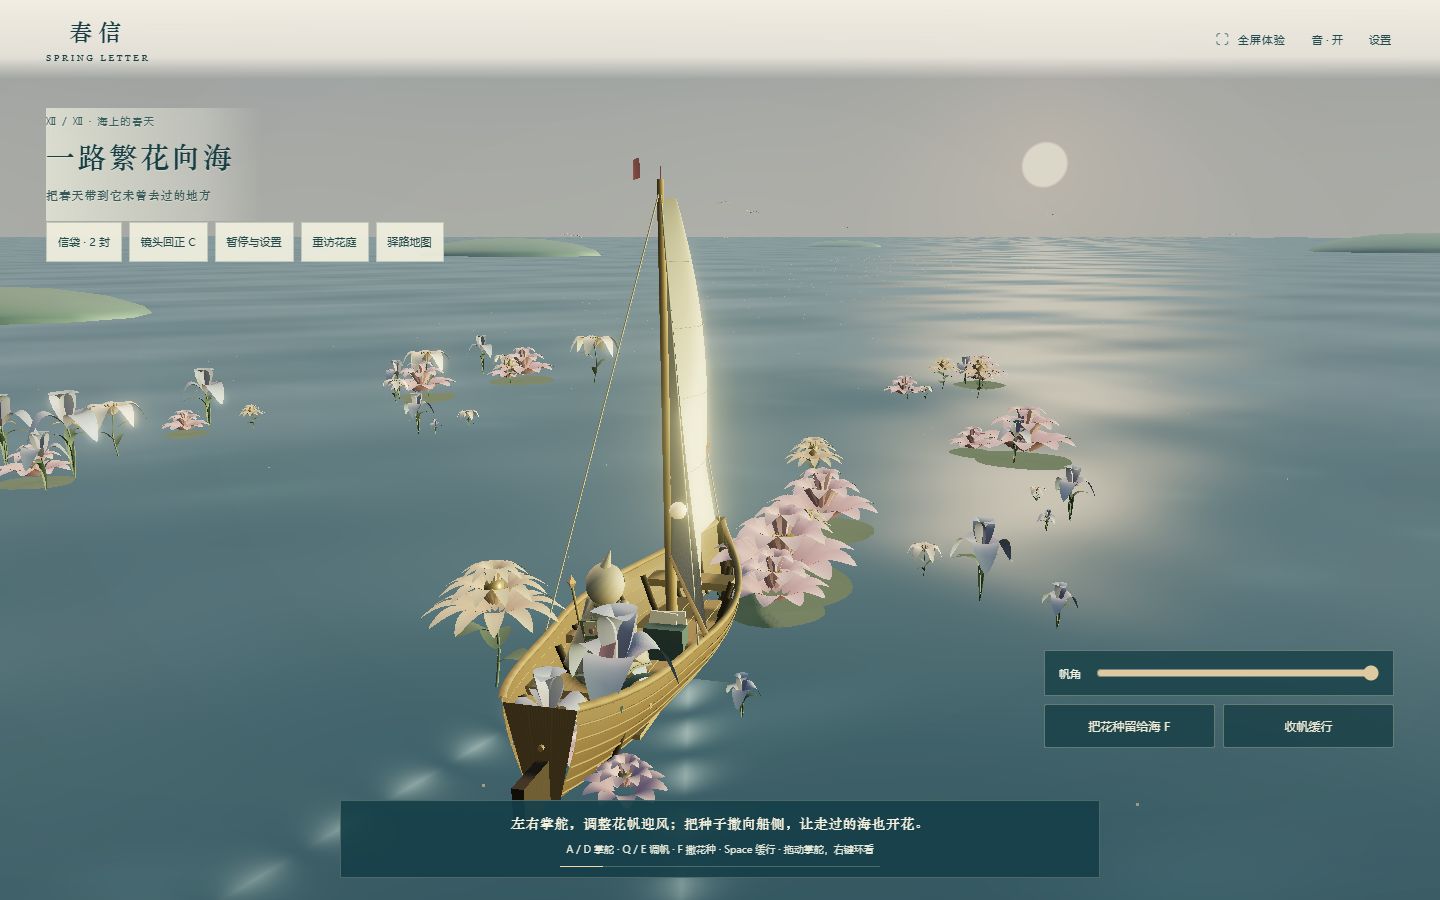 春信
SPRING LETTER
全屏体验 音·开 设置
Ⅻ / Ⅻ · 海上的春天
一路繁花向海
把春天带到它未曾去过的地方
信袋 · 2 封 镜头回正 C 暂停与设置 重访花庭 驿路地图
帆角
把花种留给海 F 收帆缓行
左右掌舵，调整花帆迎风；把种子撒向船侧，让走过的海也开花。
A / D 掌舵 · Q / E 调帆 · F 撒花种 · Space 缓行 · 拖动掌舵，右键环看